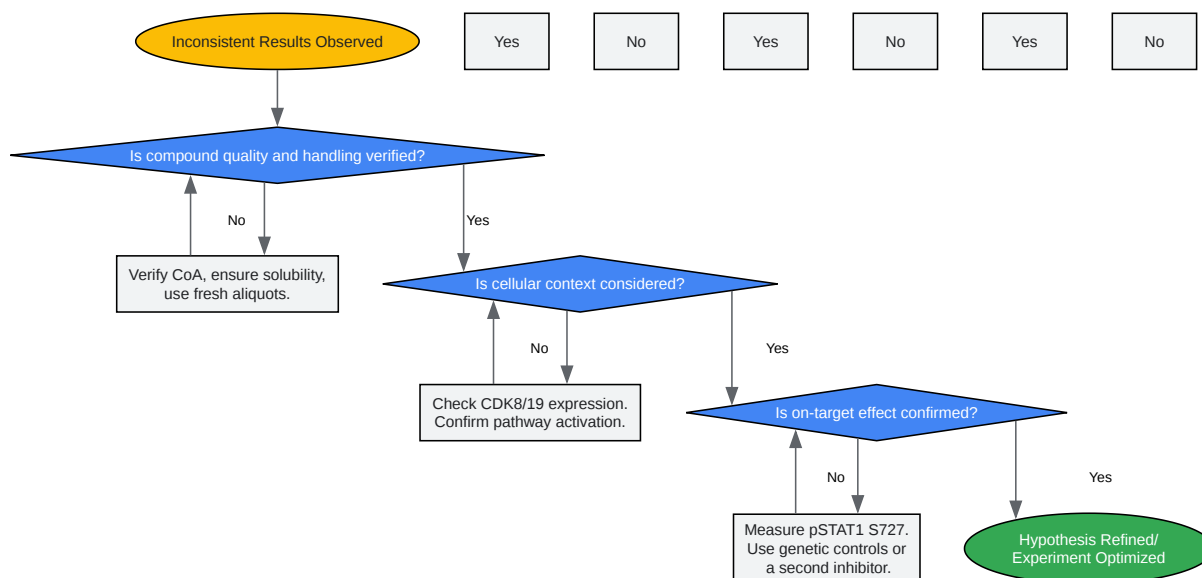 Inconsistent Results Observed
Yes
No
Yes
No
Yes
No
Is compound quality and handling verified?
No
Yes
Verify CoA, ensure solubility,
use fresh aliquots.
Is cellular context considered?
No
Yes
Check CDK8/19 expression.
Confirm pathway activation.
Is on-target effect confirmed?
No
Yes
Measure pSTAT1 S727.
Use genetic controls or
a second inhibitor.
Hypothesis Refined/
Experiment Optimized